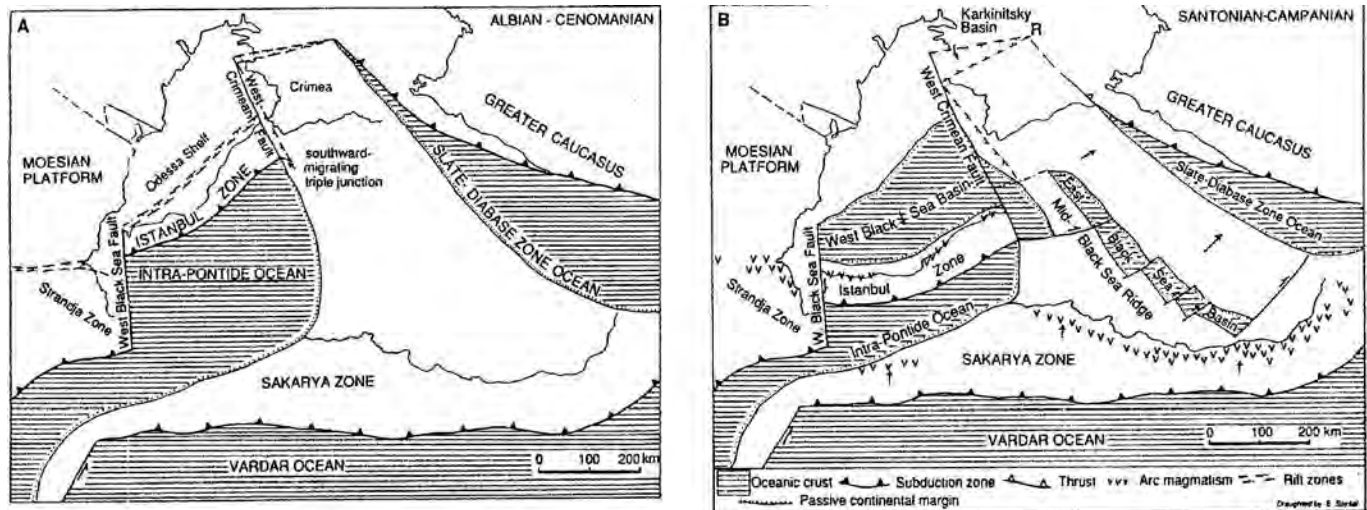 A
ALBIAN - CENOMANIAN
Crimea
West-
Crimean Fault
GREATER CAUCASUS
MOESIAN
PLATFORM
Odessa Shelf
southward-
migrating
triple junction
SLATE-DIABASE ZONE OCEAN
ISTANBUL ZONE
West Black Sea Fault
INTRA-PONTIDE OCEAN
Strandja Zone
SAKARYA ZONE
VARDAR OCEAN
0 100 200 km
B
Karkinitsky
Basin
R
SANTONIAN-CAMPANIAN
West Crimean Fault
GREATER CAUCASUS
MOESIAN
PLATFORM
Slate-Diabase Zone Ocean
West Black Sea Basin
East
Black
Sea
Basin
Mid-
Black Sea Ridge
W. Black Sea Fault
Istanbul
Zone
Strandja Zone
Intra-Pontide Ocean
SAKARYA ZONE
VARDAR OCEAN
0 100 200 km
Oceanic crust Subduction zone Thrust Arc magmatism Rift zones
Passive continental margin